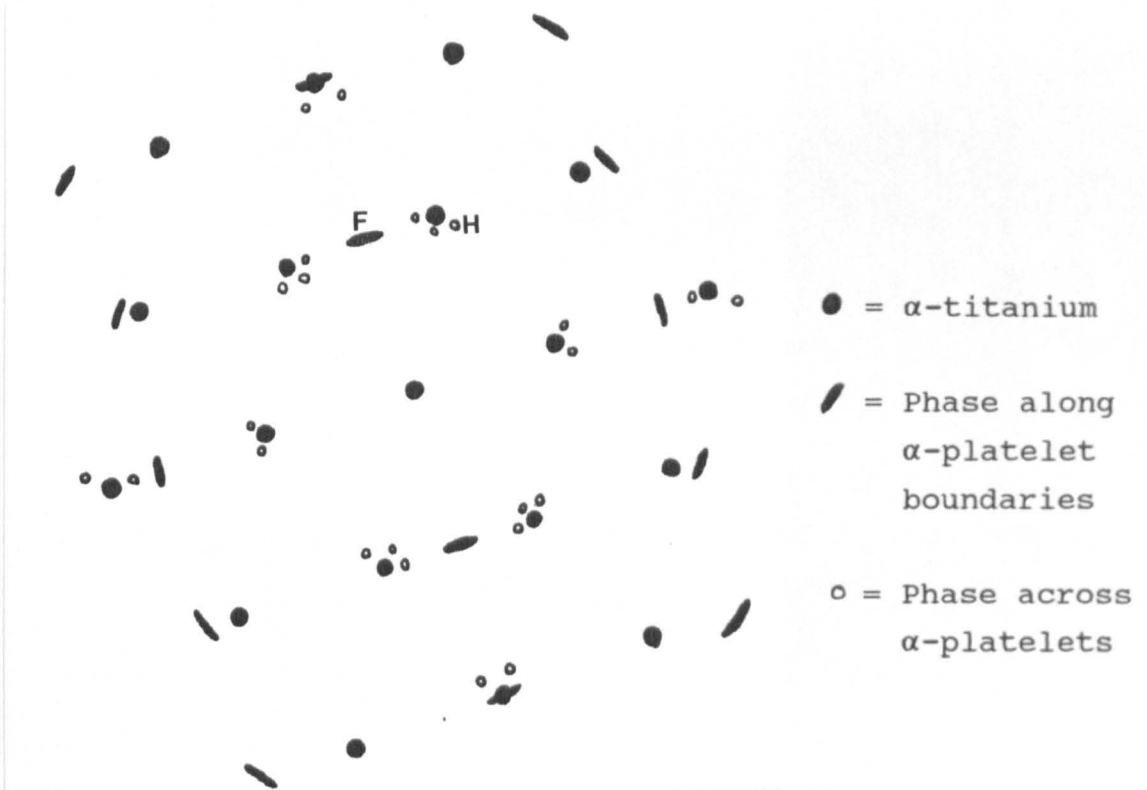 F
H
= α-titanium
= Phase along
α-platelet
boundaries
= Phase across
α-platelets